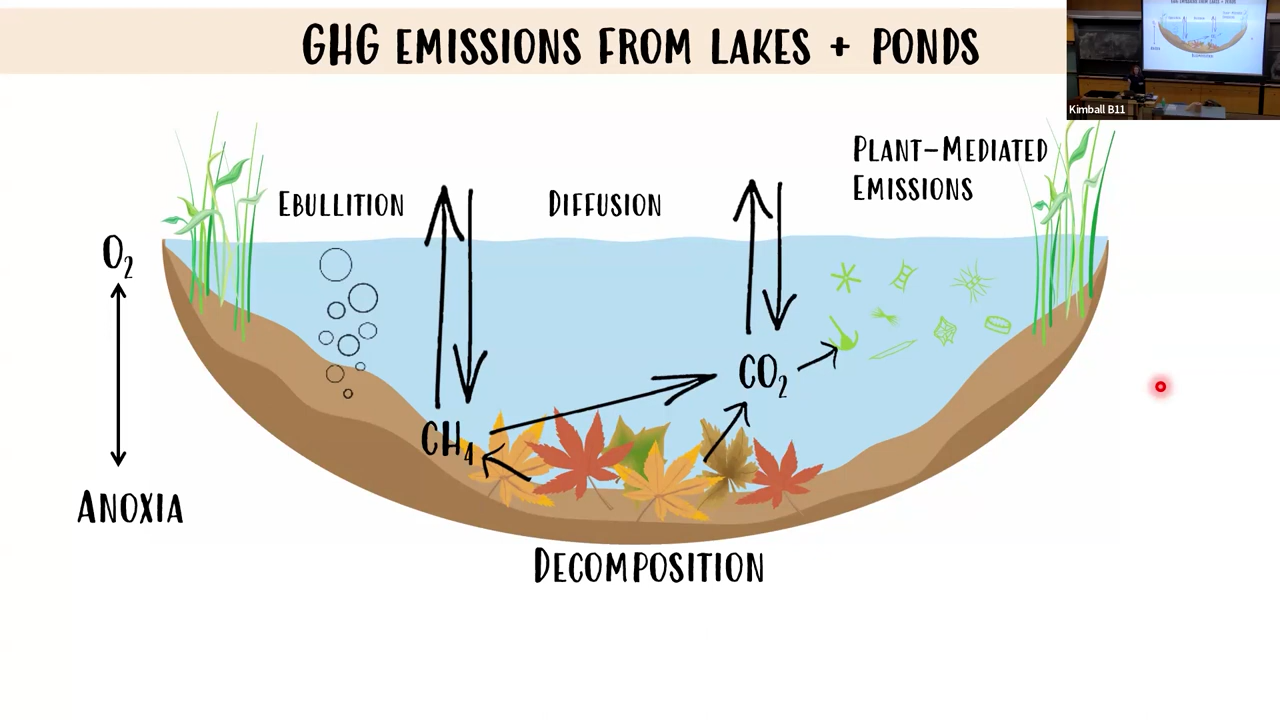 GHG EMISSIONS FROM LAKES + PONDS
Kimball B11
PLANT-MEDIATED
EMISSIONS
EBULLITION
DIFFUSION
O₂
CO₂
CH₄
ANOXIA
DECOMPOSITION